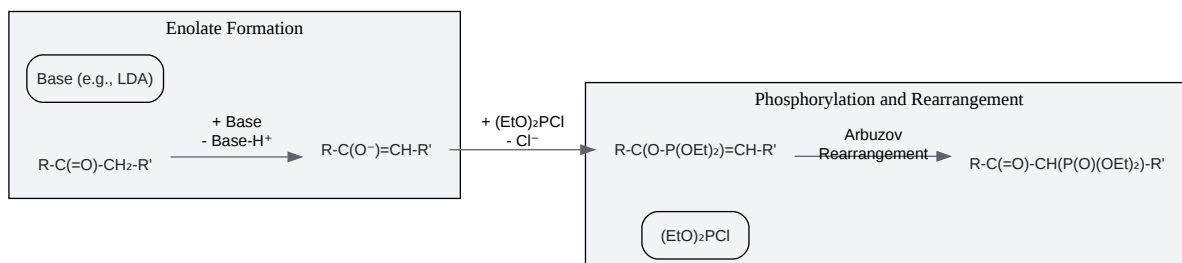 Enolate Formation
Base (e.g., LDA)
+ Base
- Base-H⁺
R-C(=O)-CH₂-R'
R-C(O⁻)=CH-R'
+ (EtO)₂PCl
- Cl⁻
Phosphorylation and Rearrangement
R-C(O-P(OEt)₂)=CH-R'
Arbuzov
Rearrangement
R-C(=O)-CH(P(O)(OEt)₂)-R'
(EtO)₂PCl